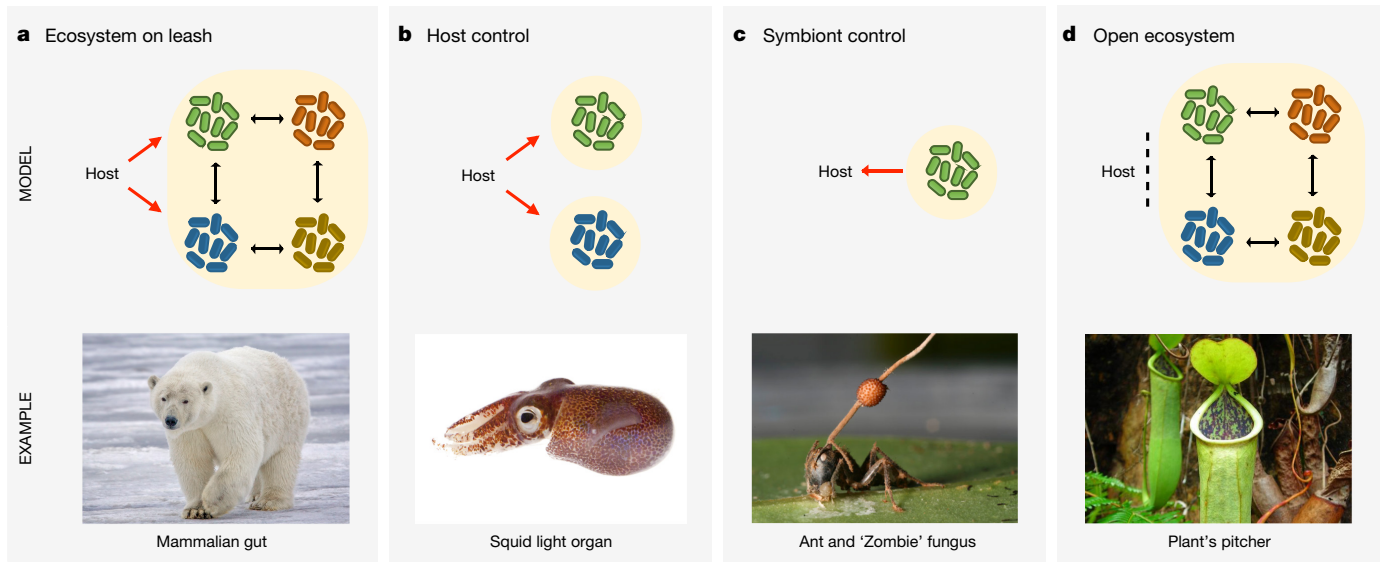 a Ecosystem on leash
b Host control
c Symbiont control
d Open ecosystem
MODEL
Host
Host
Host
Host
EXAMPLE
Mammalian gut
Squid light organ
Ant and ‘Zombie’ fungus
Plant’s pitcher